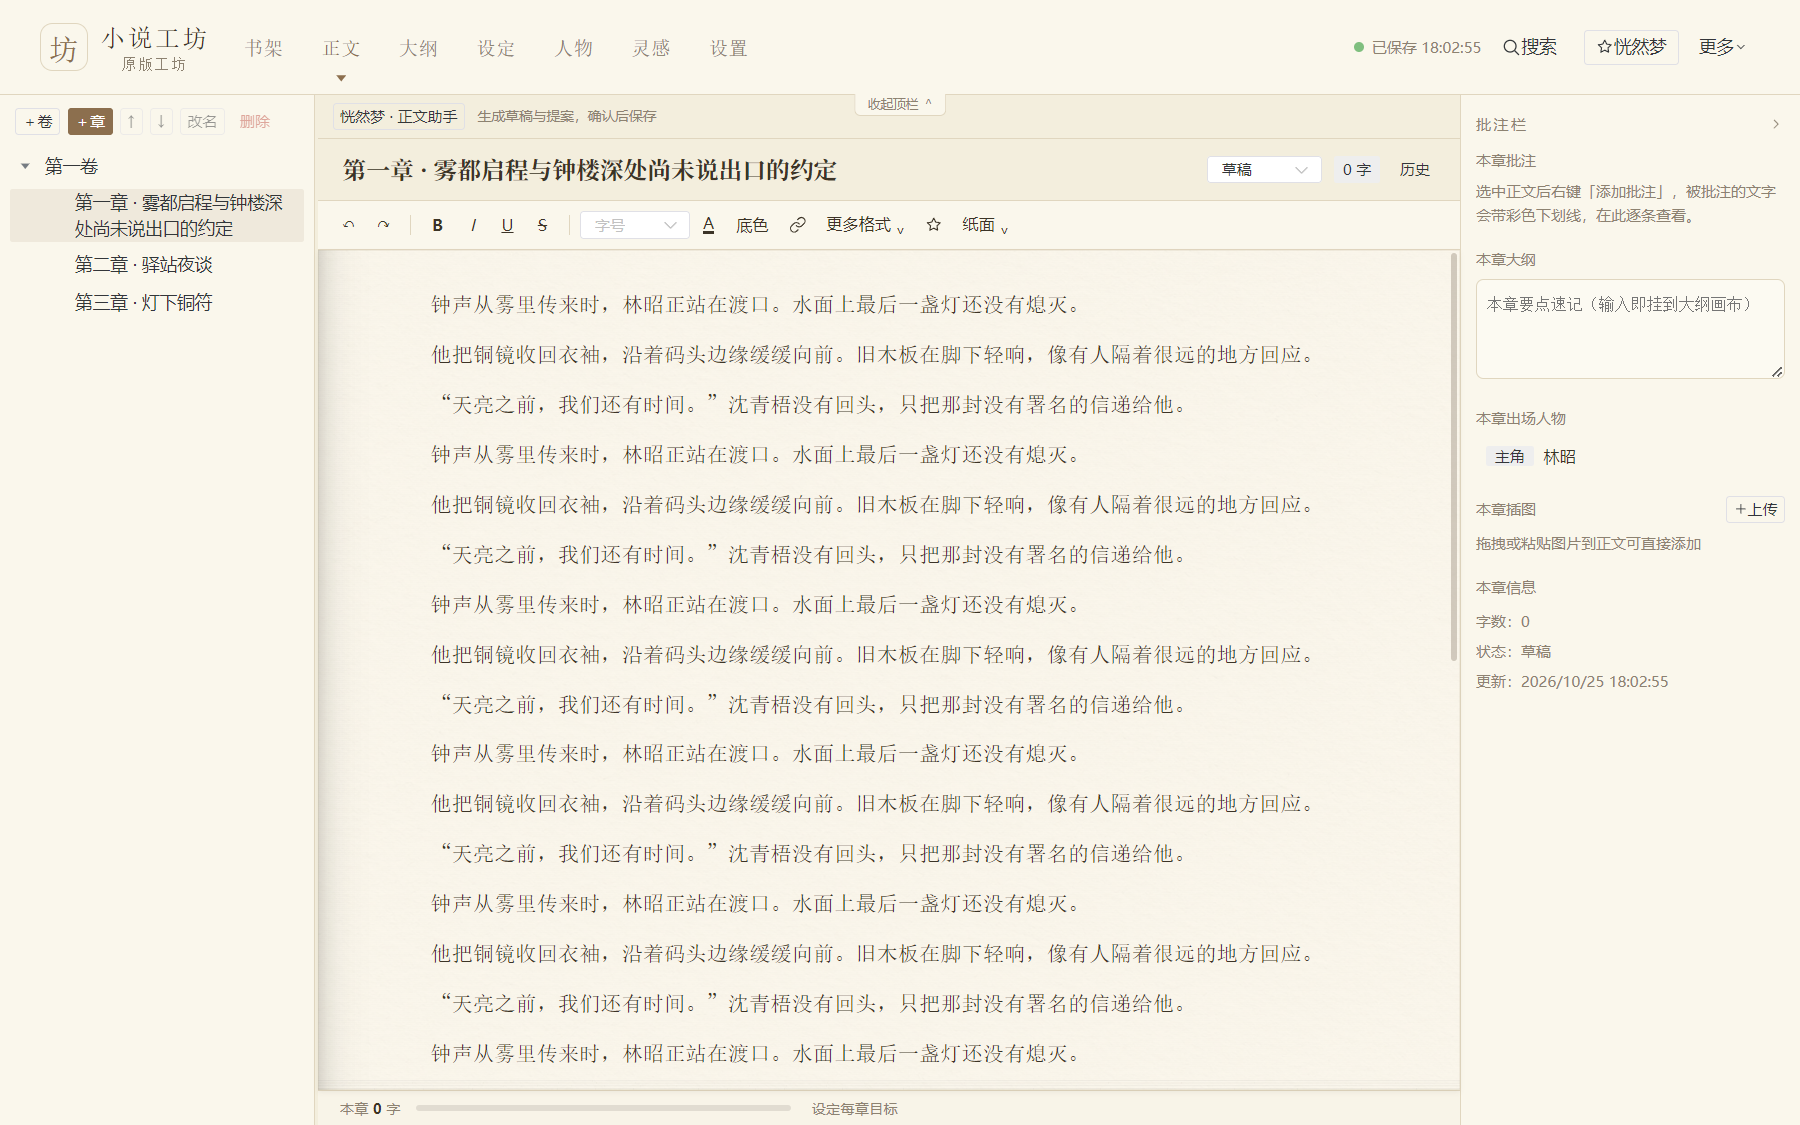 坊
小说工坊
原版工坊
书架 正文 大纲 设定 人物 灵感 设置
已保存 18:02:55 搜索 恍然梦 更多
+卷 +章 ↑ ↓ 改名 删除
第一卷
第一章 · 雾都启程与钟楼深
处尚未说出口的约定
第二章 · 驿站夜谈
第三章 · 灯下铜符
恍然梦 · 正文助手 生成草稿与提案，确认后保存
收起顶栏 ^
第一章 · 雾都启程与钟楼深处尚未说出口的约定
草稿 0 字 历史
B I U S 字号 A 底色 更多格式 纸面
钟声从雾里传来时，林昭正站在渡口。水面上最后一盏灯还没有熄灭。
他把铜镜收回衣袖，沿着码头边缘缓缓向前。旧木板在脚下轻响，像有人隔着很远的地方回应。
“天亮之前，我们还有时间。”沈青梧没有回头，只把那封没有署名的信递给他。
钟声从雾里传来时，林昭正站在渡口。水面上最后一盏灯还没有熄灭。
他把铜镜收回衣袖，沿着码头边缘缓缓向前。旧木板在脚下轻响，像有人隔着很远的地方回应。
“天亮之前，我们还有时间。”沈青梧没有回头，只把那封没有署名的信递给他。
钟声从雾里传来时，林昭正站在渡口。水面上最后一盏灯还没有熄灭。
他把铜镜收回衣袖，沿着码头边缘缓缓向前。旧木板在脚下轻响，像有人隔着很远的地方回应。
“天亮之前，我们还有时间。”沈青梧没有回头，只把那封没有署名的信递给他。
钟声从雾里传来时，林昭正站在渡口。水面上最后一盏灯还没有熄灭。
他把铜镜收回衣袖，沿着码头边缘缓缓向前。旧木板在脚下轻响，像有人隔着很远的地方回应。
“天亮之前，我们还有时间。”沈青梧没有回头，只把那封没有署名的信递给他。
钟声从雾里传来时，林昭正站在渡口。水面上最后一盏灯还没有熄灭。
他把铜镜收回衣袖，沿着码头边缘缓缓向前。旧木板在脚下轻响，像有人隔着很远的地方回应。
“天亮之前，我们还有时间。”沈青梧没有回头，只把那封没有署名的信递给他。
钟声从雾里传来时，林昭正站在渡口。水面上最后一盏灯还没有熄灭。
本章 0 字 设定每章目标
批注栏
本章批注
选中正文后右键「添加批注」，被批注的文字
会带彩色下划线，在此逐条查看。
本章大纲
本章要点速记（输入即挂到大纲画布）
本章出场人物
主角 林昭
本章插图 +上传
拖拽或粘贴图片到正文可直接添加
本章信息
字数：0
状态：草稿
更新：2026/10/25 18:02:55